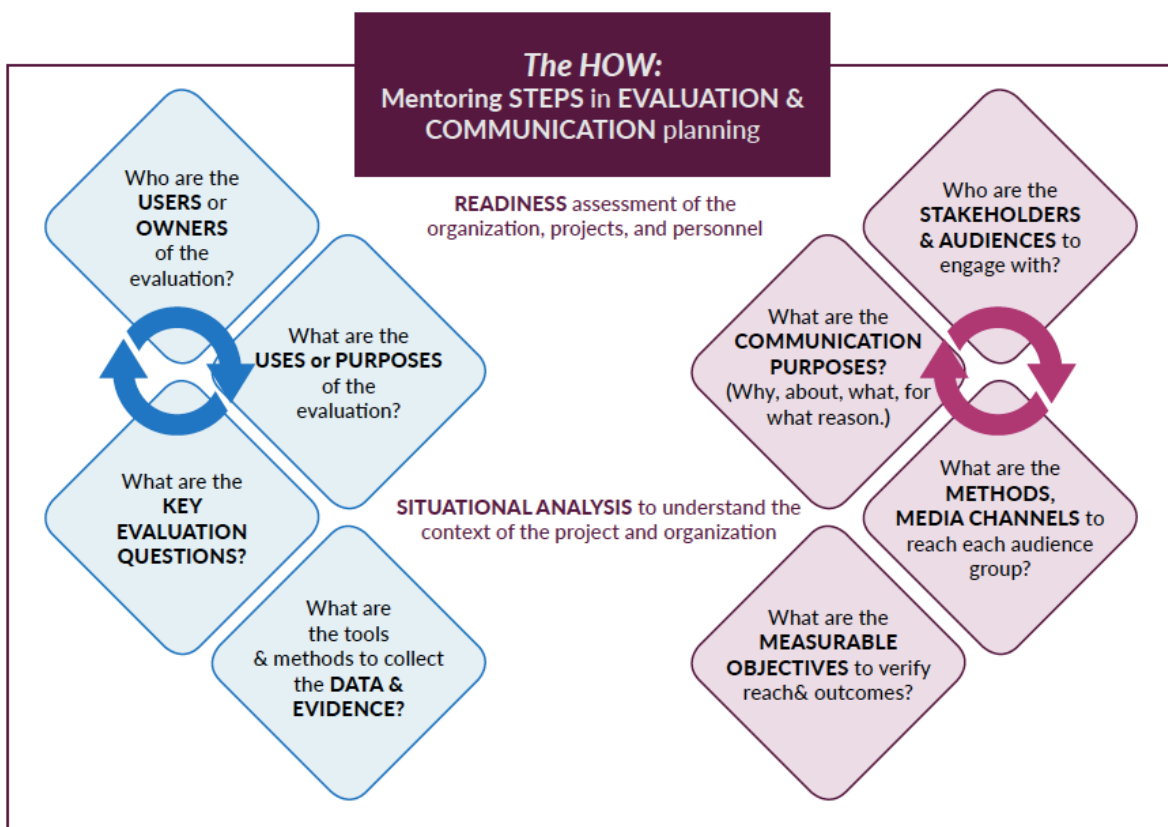 The HOW:
Mentoring STEPS in EVALUATION &
COMMUNICATION planning
READINESS assessment of the
organization, projects, and personnel
SITUATIONAL ANALYSIS to understand the
context of the project and organization
Who are the
USERS or
OWNERS
of the
evaluation?
What are the
USES or PURPOSES
of the
evaluation?
What are the
KEY
EVALUATION
QUESTIONS?
What are
the tools
& methods to collect
the DATA &
EVIDENCE?
Who are the
STAKEHOLDERS
& AUDIENCES to
engage with?
What are the
COMMUNICATION
PURPOSES?
(Why, about, what, for
what reason.)
What are the
METHODS,
MEDIA CHANNELS to
reach each audience
group?
What are the
MEASURABLE
OBJECTIVES to verify
reach& outcomes?